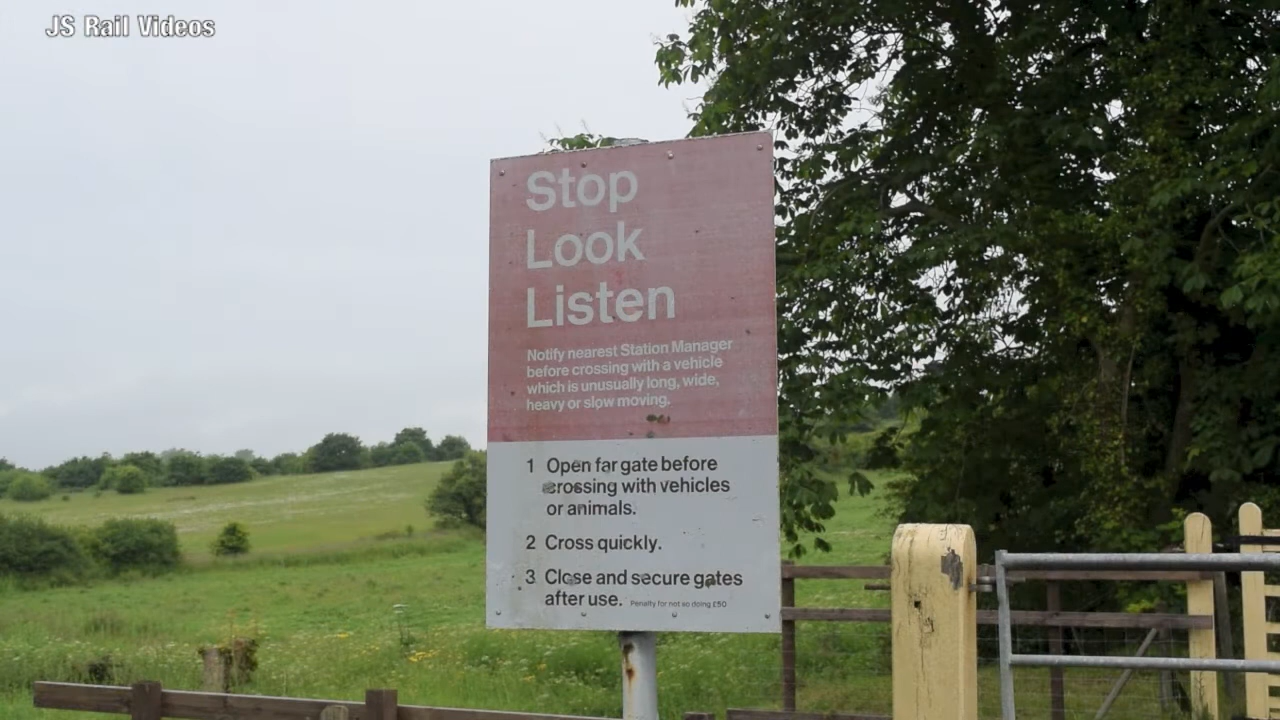 JS Rail Videos
Stop
Look
Listen
Notify nearest Station Manager
before crossing with a vehicle
which is unusually long, wide,
heavy or slow moving.
1 Open far gate before
crossing with vehicles
or animals.
2 Cross quickly.
3 Close and secure gates
after use. Penalty for not so doing £50